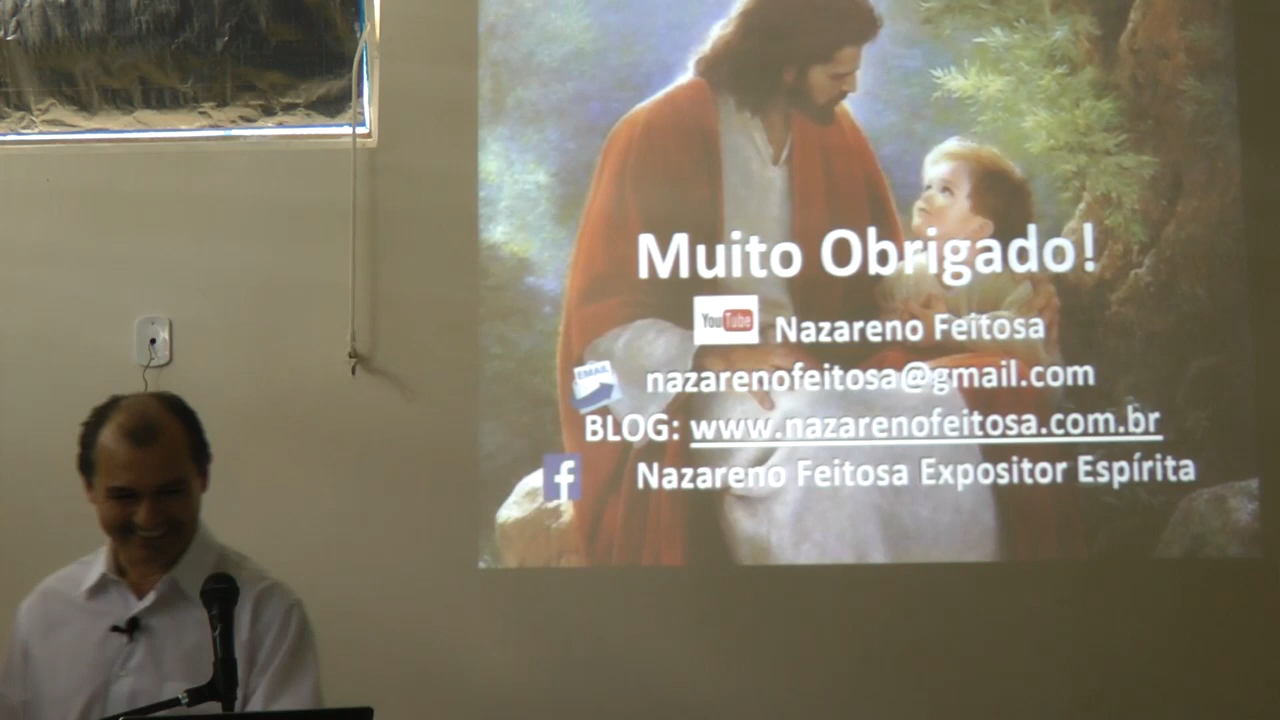 Muito Obrigado!
YouTube Nazareno Feitosa
EMAIL nazarenofeitosa@gmail.com
BLOG: www.nazarenofeitosa.com.br
f Nazareno Feitosa Expositor Espírita